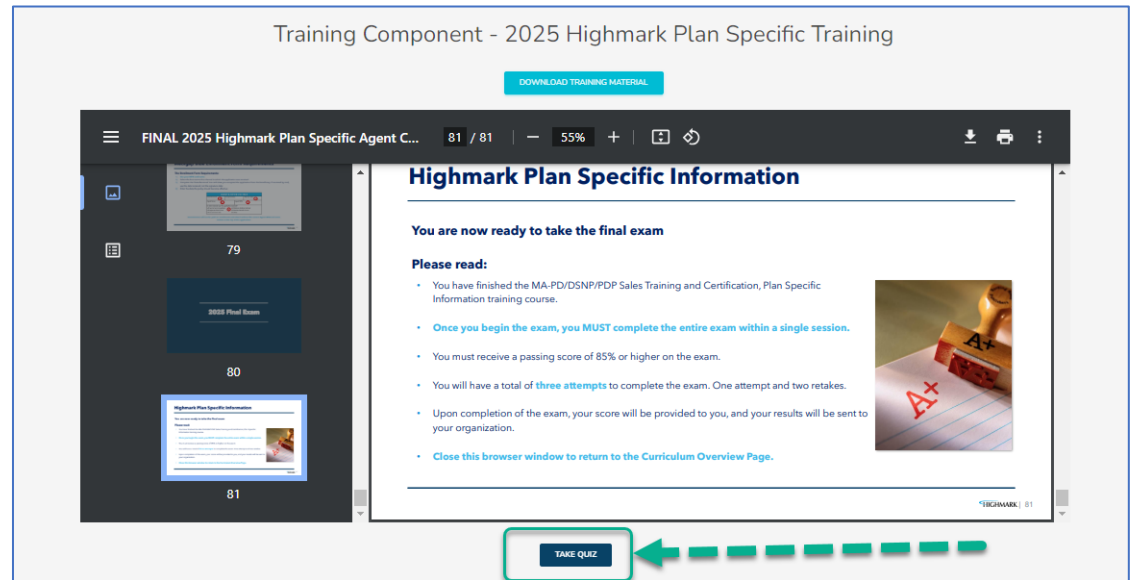 Training Component - 2025 Highmark Plan Specific Training
DOWNLOAD TRAINING MATERIAL
FINAL 2025 Highmark Plan Specific Agent C... 81 / 81 55%
79
2025 Final Exam
80
Highmark Plan Specific Information
81
Highmark Plan Specific Information
You are now ready to take the final exam
Please read:
• You have finished the MA-PD/DSNP/PDP Sales Training and Certification, Plan Specific
Information training course.
• Once you begin the exam, you MUST complete the entire exam within a single session.
• You must receive a passing score of 85% or higher on the exam.
• You will have a total of three attempts to complete the exam. One attempt and two retakes.
• Upon completion of the exam, your score will be provided to you, and your results will be sent to
your organization.
• Close this browser window to return to the Curriculum Overview Page.
A+
A+
HIGHMARK | 81
TAKE QUIZ